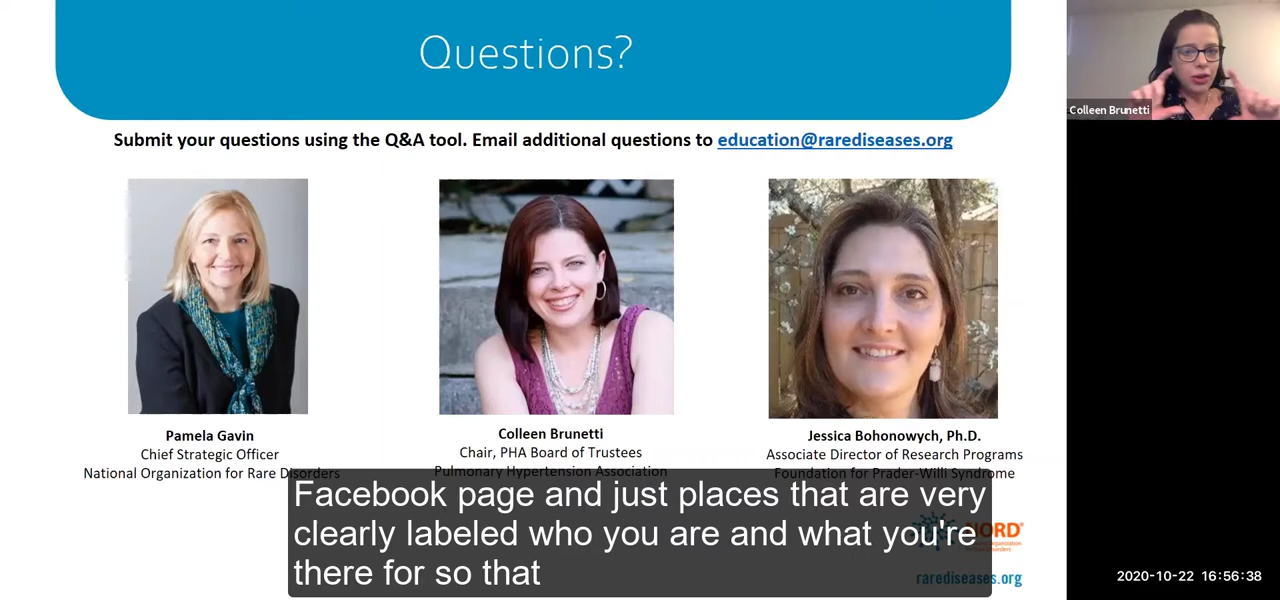 Questions?
Submit your questions using the Q&A tool. Email additional questions to education@rarediseases.org
Colleen Brunetti
Pamela Gavin
Chief Strategic Officer
National Organization for Rare Disorders
Colleen Brunetti
Chair, PHA Board of Trustees
Pulmonary Hypertension Association
Jessica Bohonowych, Ph.D.
Associate Director of Research Programs
Foundation for Prader-Willi Syndrome
Facebook page and just places that are very
clearly labeled who you are and what you're
there for so that
NORD
rarediseases.org
2020-10-22 16:56:38